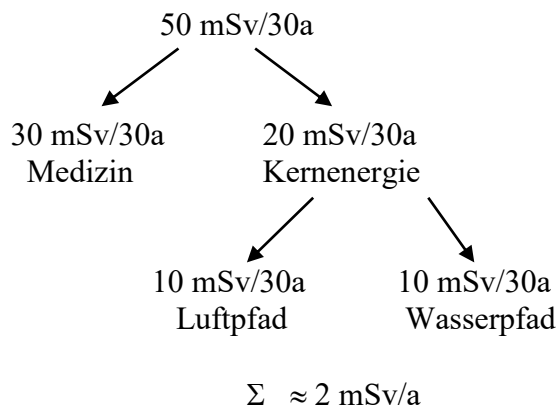 50 mSv/30a
30 mSv/30a 20 mSv/30a
Medizin Kernenergie
10 mSv/30a 10 mSv/30a
Luftpfad Wasserpfad
Σ ≈ 2 mSv/a